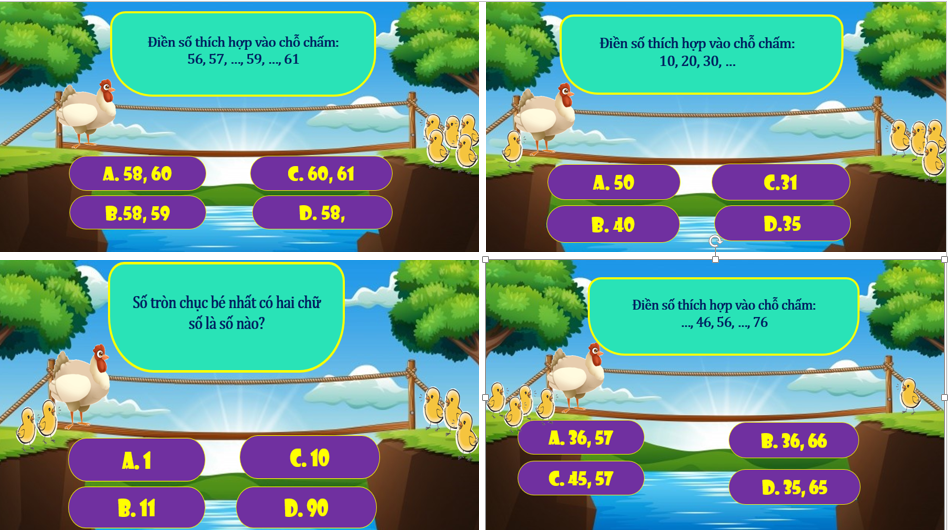 Điền số thích hợp vào chỗ chấm:
56, 57, ..., 59, ..., 61
A. 58, 60
C. 60, 61
B.58, 59
D. 58,
Điền số thích hợp vào chỗ chấm:
10, 20, 30, ...
A. 50
C.31
B. 40
D.35
Số tròn chục bé nhất có hai chữ
số là số nào?
A. 1
C. 10
B. 11
D. 90
Điền số thích hợp vào chỗ chấm:
..., 46, 56, ..., 76
A. 36, 57
B. 36, 66
C. 45, 57
D. 35, 65